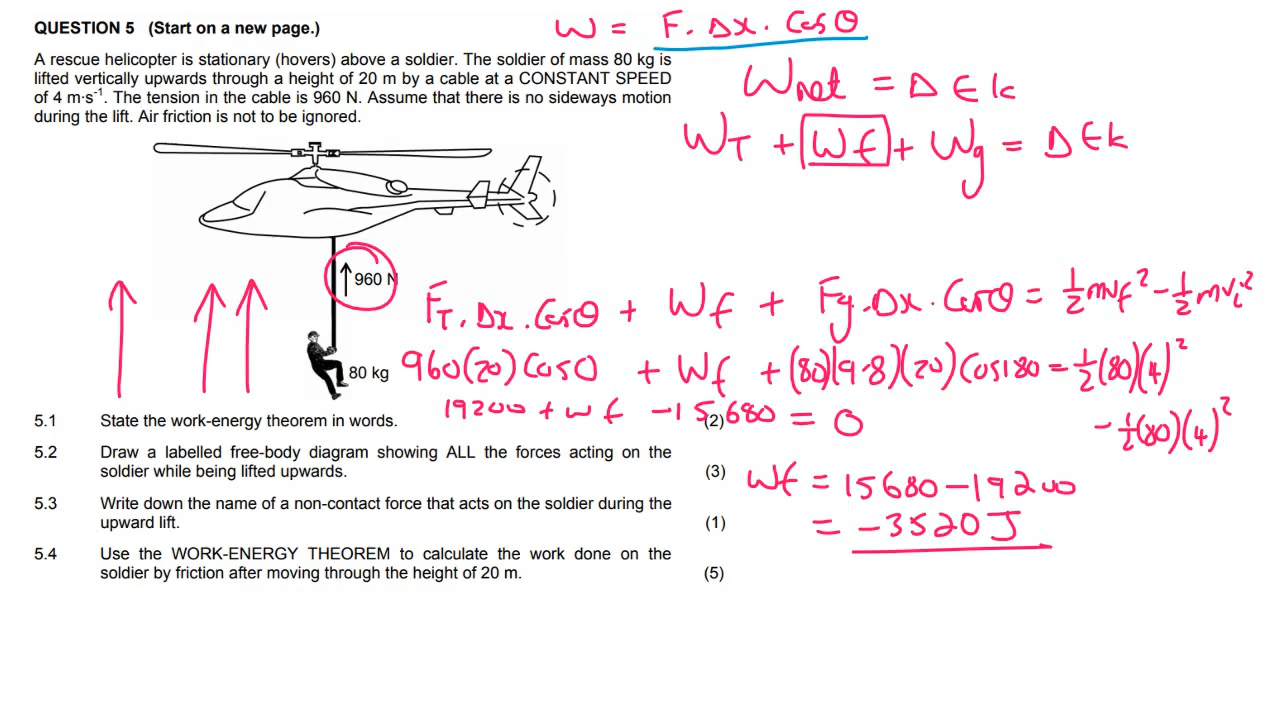 QUESTION 5 (Start on a new page.)
W = F. Δx. Cosθ
A rescue helicopter is stationary (hovers) above a soldier. The soldier of mass 80 kg is
lifted vertically upwards through a height of 20 m by a cable at a CONSTANT SPEED
of 4 m·s⁻¹. The tension in the cable is 960 N. Assume that there is no sideways motion
during the lift. Air friction is not to be ignored.
Wnet = ΔEk
WT + Wf + Wg = ΔEk
960 N
FT. Δx. Cosθ + Wf + Fg. Δx. Cosθ = ½mvf² - ½mvi²
80 kg
960(20)Cos0 + Wf + (80)(9.8)(20)Cos180 = ½(80)(4)²
- ½(80)(4)²
19200 + Wf - 15680 = 0
5.1 State the work-energy theorem in words. (2)
5.2 Draw a labelled free-body diagram showing ALL the forces acting on the
soldier while being lifted upwards. (3)
Wf = 15680 - 19200
= -3520J
5.3 Write down the name of a non-contact force that acts on the soldier during the
upward lift. (1)
5.4 Use the WORK-ENERGY THEOREM to calculate the work done on the
soldier by friction after moving through the height of 20 m. (5)